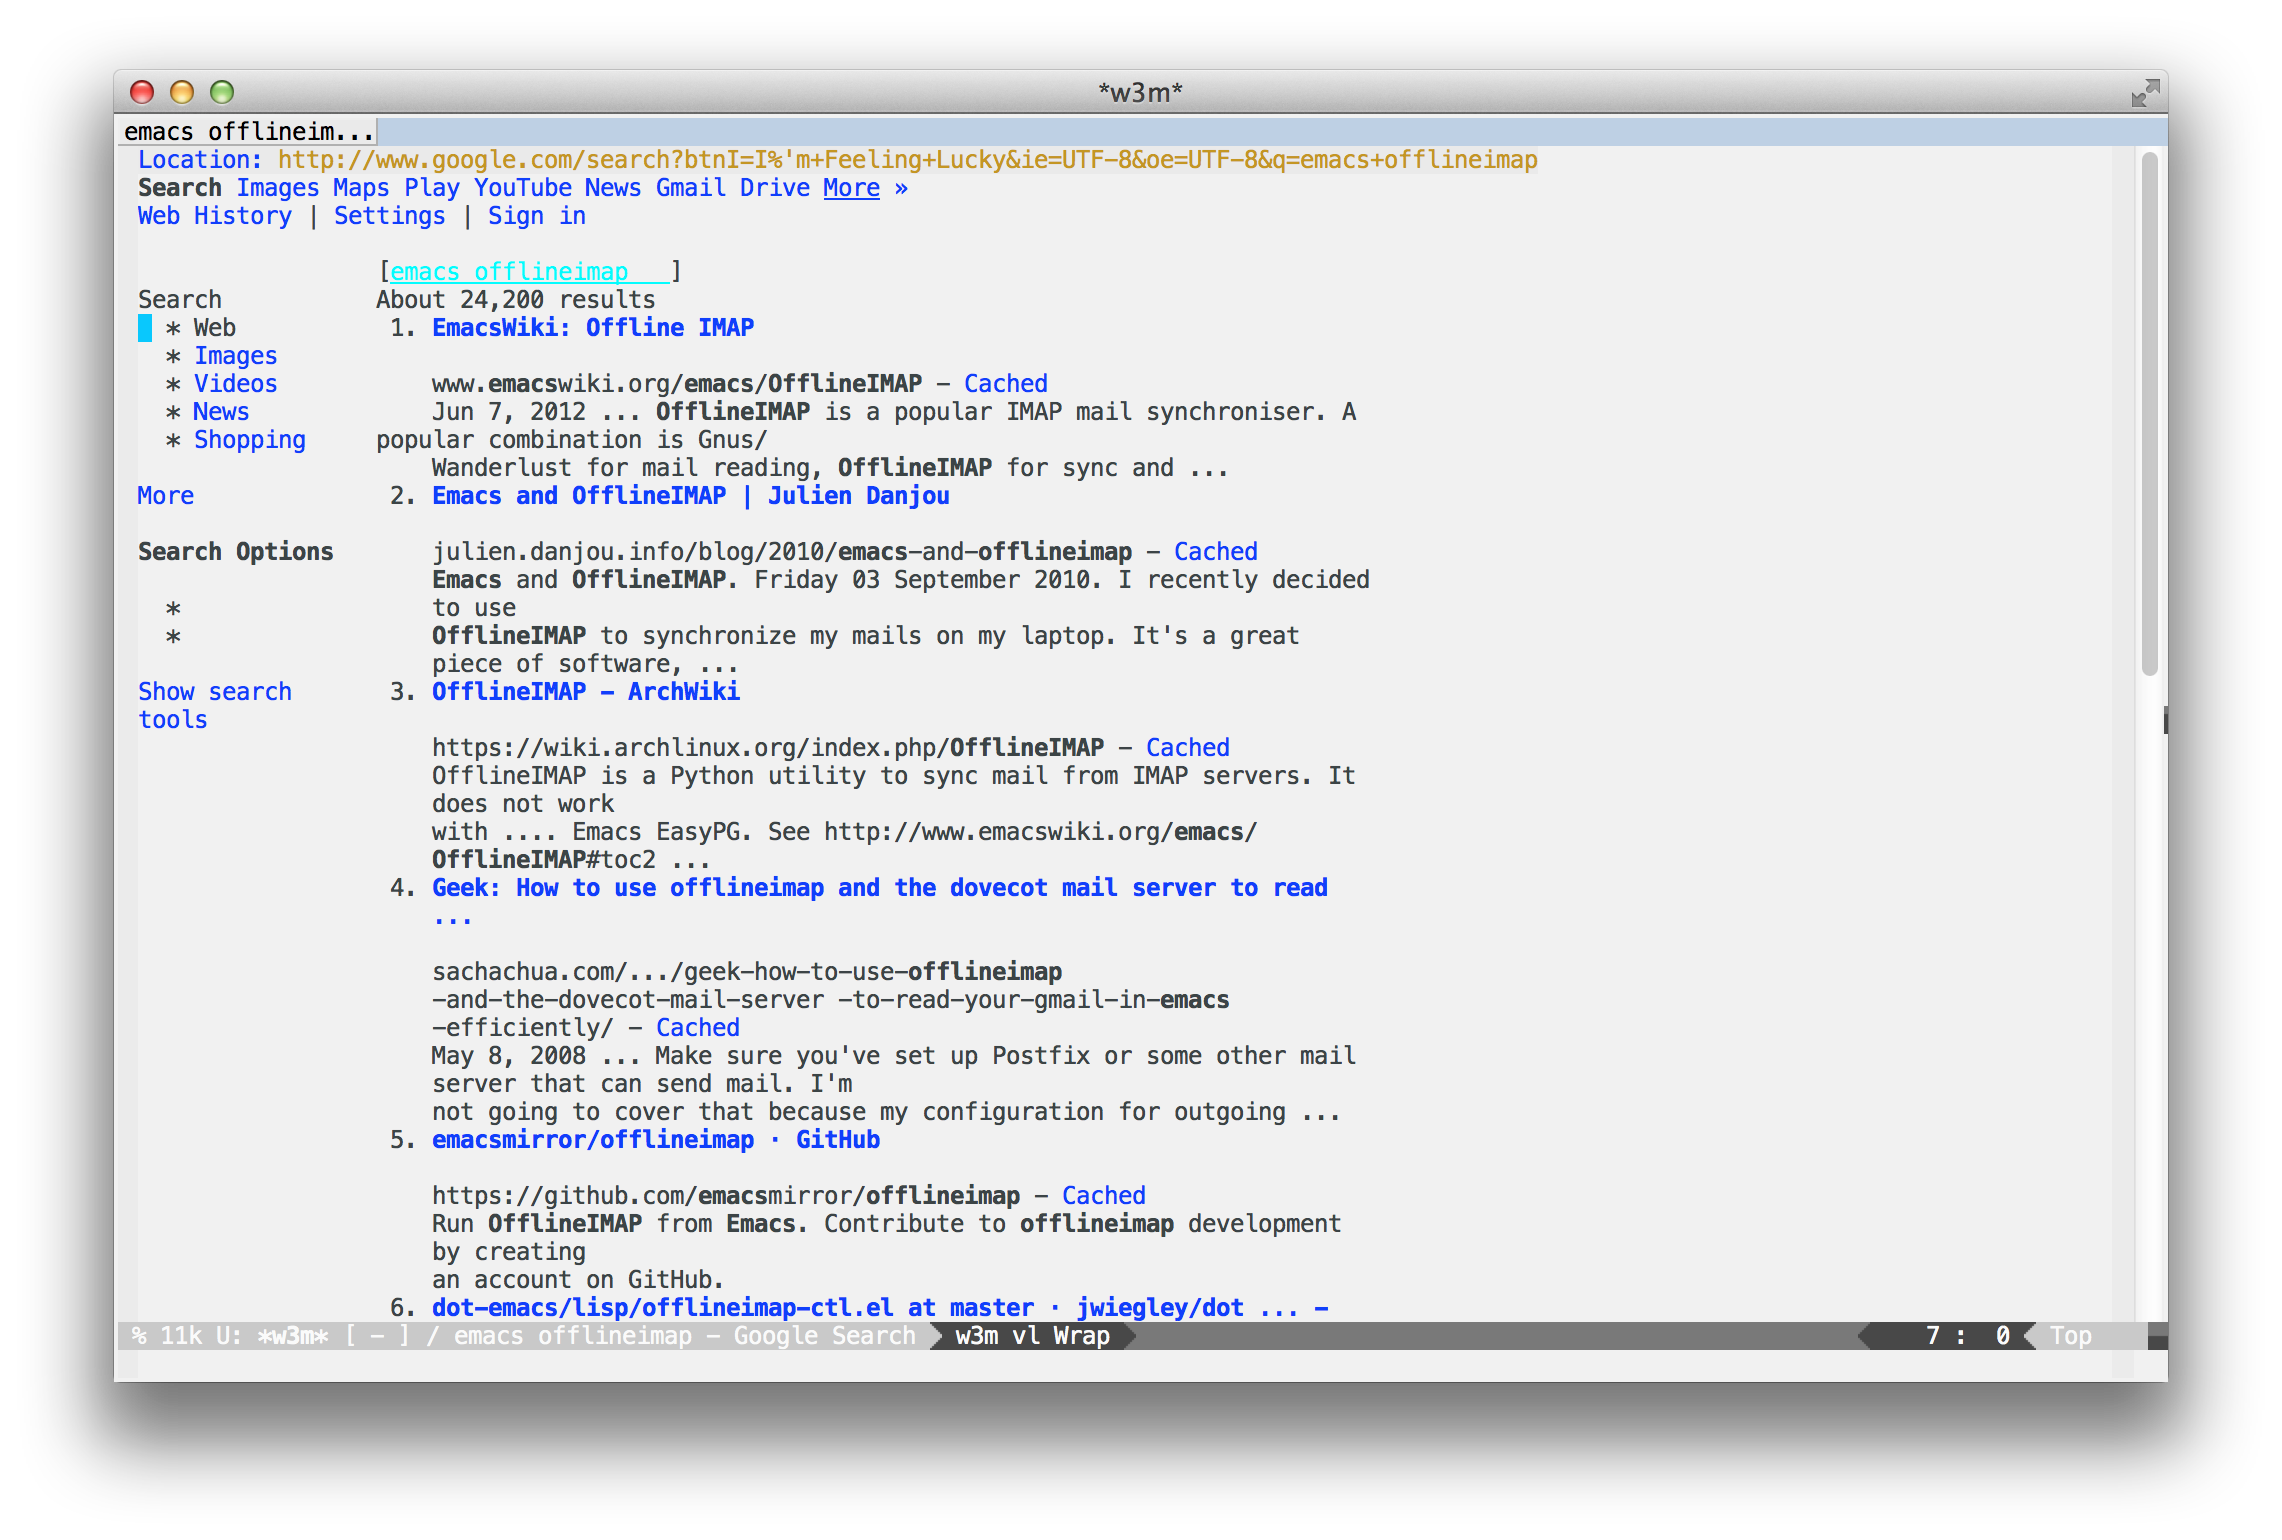 *w3m*
emacs offlineim...
Location: http://www.google.com/search?btnI=I%'m+Feeling+Lucky&ie=UTF-8&oe=UTF-8&q=emacs+offlineimap
Search Images Maps Play YouTube News Gmail Drive More »
Web History | Settings | Sign in
[emacs offlineimap   ]
Search About 24,200 results
* Web 1. EmacsWiki: Offline IMAP
* Images
* Videos www.emacswiki.org/emacs/OfflineIMAP - Cached
* News Jun 7, 2012 ... OfflineIMAP is a popular IMAP mail synchroniser. A
* Shopping popular combination is Gnus/
Wanderlust for mail reading, OfflineIMAP for sync and ...
More 2. Emacs and OfflineIMAP | Julien Danjou
Search Options julien.danjou.info/blog/2010/emacs-and-offlineimap - Cached
Emacs and OfflineIMAP. Friday 03 September 2010. I recently decided
* to use
* OfflineIMAP to synchronize my mails on my laptop. It's a great
piece of software, ...
Show search 3. OfflineIMAP - ArchWiki
tools
https://wiki.archlinux.org/index.php/OfflineIMAP - Cached
OfflineIMAP is a Python utility to sync mail from IMAP servers. It
does not work
with .... Emacs EasyPG. See http://www.emacswiki.org/emacs/
OfflineIMAP#toc2 ...
4. Geek: How to use offlineimap and the dovecot mail server to read
...
sachachua.com/.../geek-how-to-use-offlineimap
-and-the-dovecot-mail-server -to-read-your-gmail-in-emacs
-efficiently/ - Cached
May 8, 2008 ... Make sure you've set up Postfix or some other mail
server that can send mail. I'm
not going to cover that because my configuration for outgoing ...
5. emacsmirror/offlineimap · GitHub
https://github.com/emacsmirror/offlineimap - Cached
Run OfflineIMAP from Emacs. Contribute to offlineimap development
by creating
an account on GitHub.
6. dot-emacs/lisp/offlineimap-ctl.el at master · jwiegley/dot ... -
% 11k U: *w3m* [ - ] / emacs offlineimap - Google Search w3m vl Wrap 7 : 0 Top